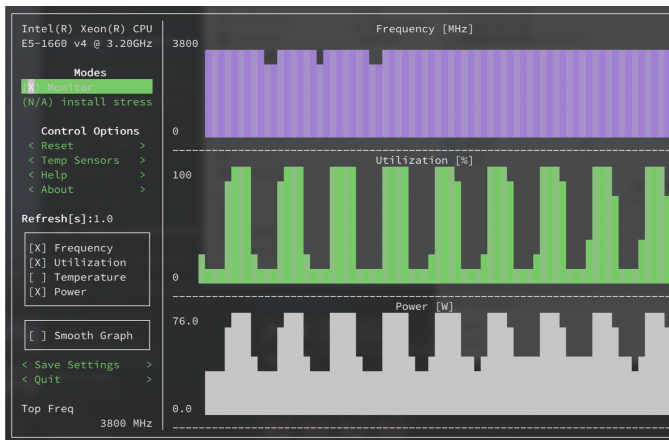 Intel(R) Xeon(R) CPU
E5-1660 v4 @ 3.20GHz
Modes
(X) Monitor
(N/A) install stress
Control Options
< Reset >
< Temp Sensors >
< Help >
< About >
Refresh[s]:1.0
[X] Frequency
[X] Utilization
[ ] Temperature
[X] Power
[ ] Smooth Graph
< Save Settings >
< Quit >
Top Freq
3800 MHz
Frequency [MHz]
3800
0
Utilization [%]
100
0
Power [W]
76.0
0.0